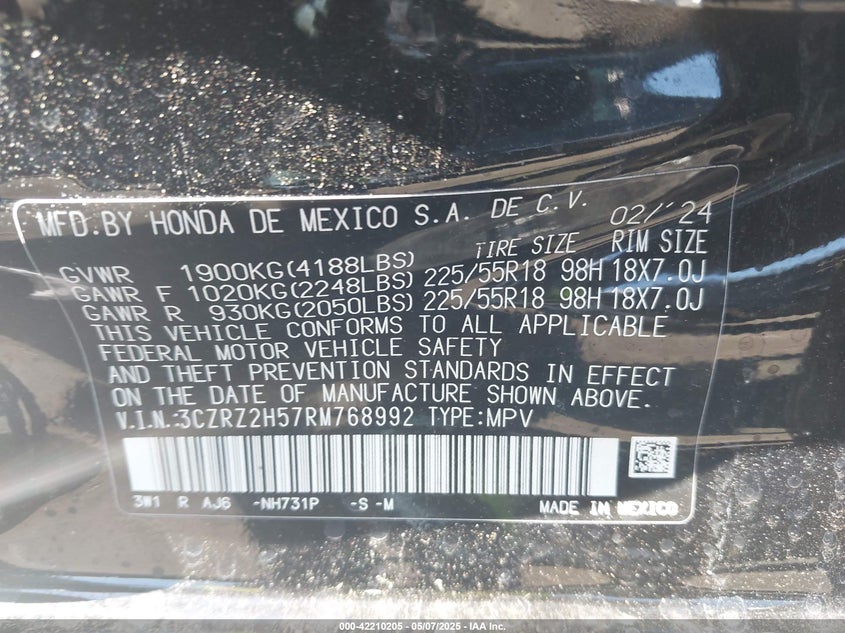 MFD.BY HONDA DE MEXICO S.A. DE C.V. 02/'24
TIRE SIZE RIM SIZE
GVWR 1900KG(4188LBS)
GAWR F 1020KG(2248LBS) 225/55R18 98H 18X7.0J
GAWR R 930KG(2050LBS) 225/55R18 98H 18X7.0J
THIS VEHICLE CONFORMS TO ALL APPLICABLE
FEDERAL MOTOR VEHICLE SAFETY
AND THEFT PREVENTION STANDARDS IN EFFECT
ON THE DATE OF MANUFACTURE SHOWN ABOVE.
V.I.N.:3CZRZ2H57RM768992 TYPE:MPV
3W1 R AJ6 -NH731P -S -M MADE IN MEXICO
000-42210205 - 05/07/2025 - IAA Inc.